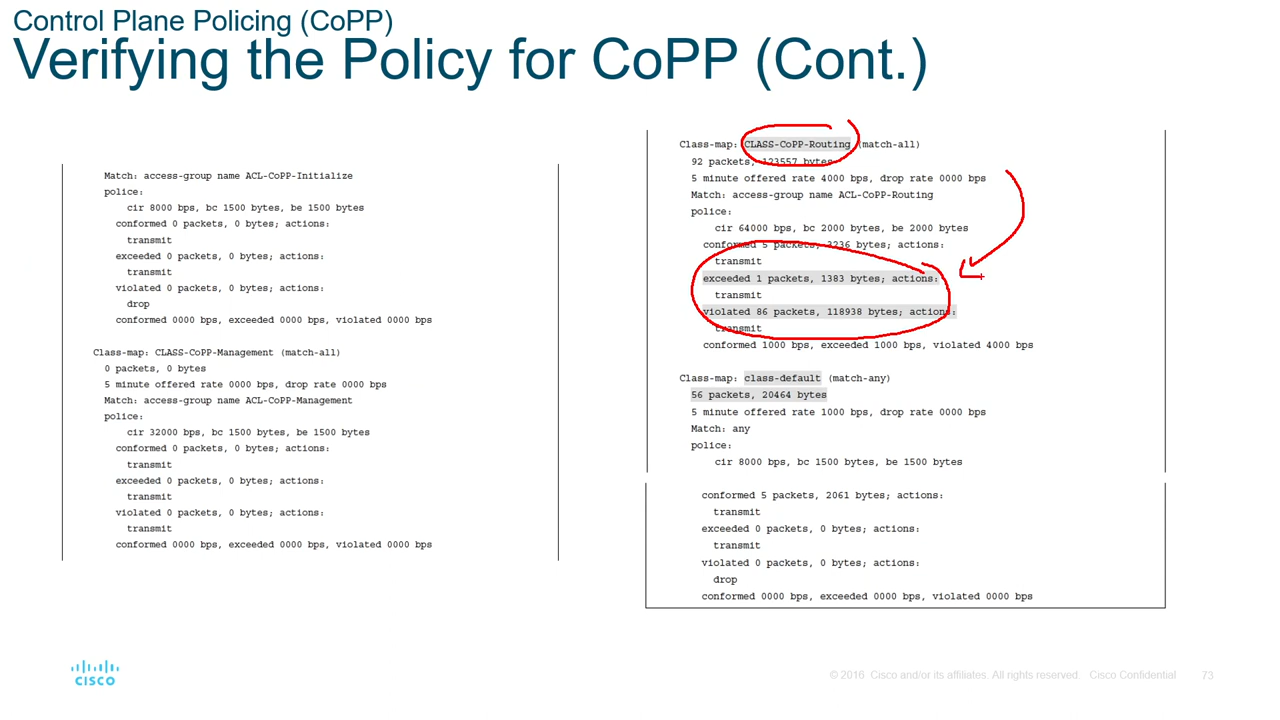 Control Plane Policing (CoPP)
Verifying the Policy for CoPP (Cont.)
Match: access-group name ACL-CoPP-Initialize
police:
cir 8000 bps, bc 1500 bytes, be 1500 bytes
conformed 0 packets, 0 bytes; actions:
transmit
exceeded 0 packets, 0 bytes; actions:
transmit
violated 0 packets, 0 bytes; actions:
drop
conformed 0000 bps, exceeded 0000 bps, violated 0000 bps
Class-map: CLASS-CoPP-Management (match-all)
0 packets, 0 bytes
5 minute offered rate 0000 bps, drop rate 0000 bps
Match: access-group name ACL-CoPP-Management
police:
cir 32000 bps, bc 1500 bytes, be 1500 bytes
conformed 0 packets, 0 bytes; actions:
transmit
exceeded 0 packets, 0 bytes; actions:
transmit
violated 0 packets, 0 bytes; actions:
transmit
conformed 0000 bps, exceeded 0000 bps, violated 0000 bps
Class-map: CLASS-CoPP-Routing (match-all)
92 packets, 123557 bytes
5 minute offered rate 4000 bps, drop rate 0000 bps
Match: access-group name ACL-CoPP-Routing
police:
cir 64000 bps, bc 2000 bytes, be 2000 bytes
conformed 5 packets, 3236 bytes; actions:
transmit
exceeded 1 packets, 1383 bytes; actions:
transmit
violated 86 packets, 118938 bytes; actions:
transmit
conformed 1000 bps, exceeded 1000 bps, violated 4000 bps
Class-map: class-default (match-any)
56 packets, 20464 bytes
5 minute offered rate 1000 bps, drop rate 0000 bps
Match: any
police:
cir 8000 bps, bc 1500 bytes, be 1500 bytes
conformed 5 packets, 2061 bytes; actions:
transmit
exceeded 0 packets, 0 bytes; actions:
transmit
violated 0 packets, 0 bytes; actions:
drop
conformed 0000 bps, exceeded 0000 bps, violated 0000 bps
CISCO
© 2016 Cisco and/or its affiliates. All rights reserved. Cisco Confidential 73